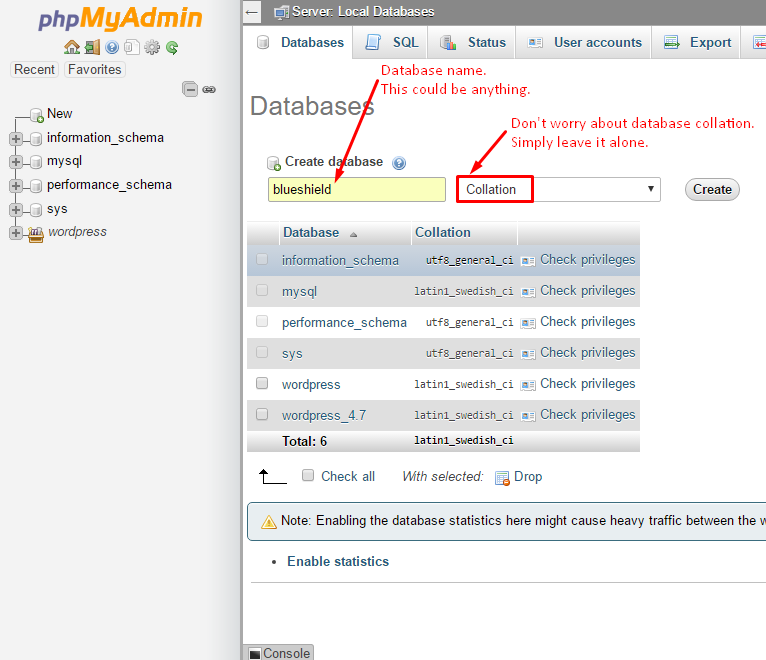 phpMyAdmin
Recent Favorites
New
information_schema
mysql
performance_schema
sys
wordpress
Server: Local Databases
Databases SQL Status User accounts Export
Database name.
This could be anything.
Databases
Don't worry about database collation.
Simply leave it alone.
Create database
blueshield Collation Create
Database Collation
information_schema utf8_general_ci Check privileges
mysql latin1_swedish_ci Check privileges
performance_schema utf8_general_ci Check privileges
sys utf8_general_ci Check privileges
wordpress latin1_swedish_ci Check privileges
wordpress_4.7 latin1_swedish_ci Check privileges
Total: 6 latin1_swedish_ci
Check all With selected: Drop
Note: Enabling the database statistics here might cause heavy traffic between the w
Enable statistics
Console